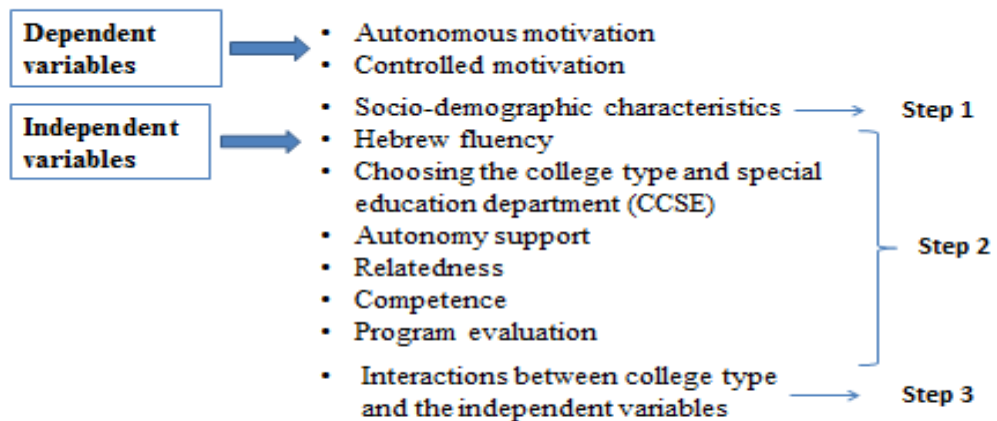 Dependent
variables
• Autonomous motivation
• Controlled motivation
Independent
variables
• Socio-demographic characteristics
Step 1
• Hebrew fluency
• Choosing the college type and special
education department (CCSE)
• Autonomy support
• Relatedness
• Competence
• Program evaluation
Step 2
• Interactions between college type
and the independent variables
Step 3